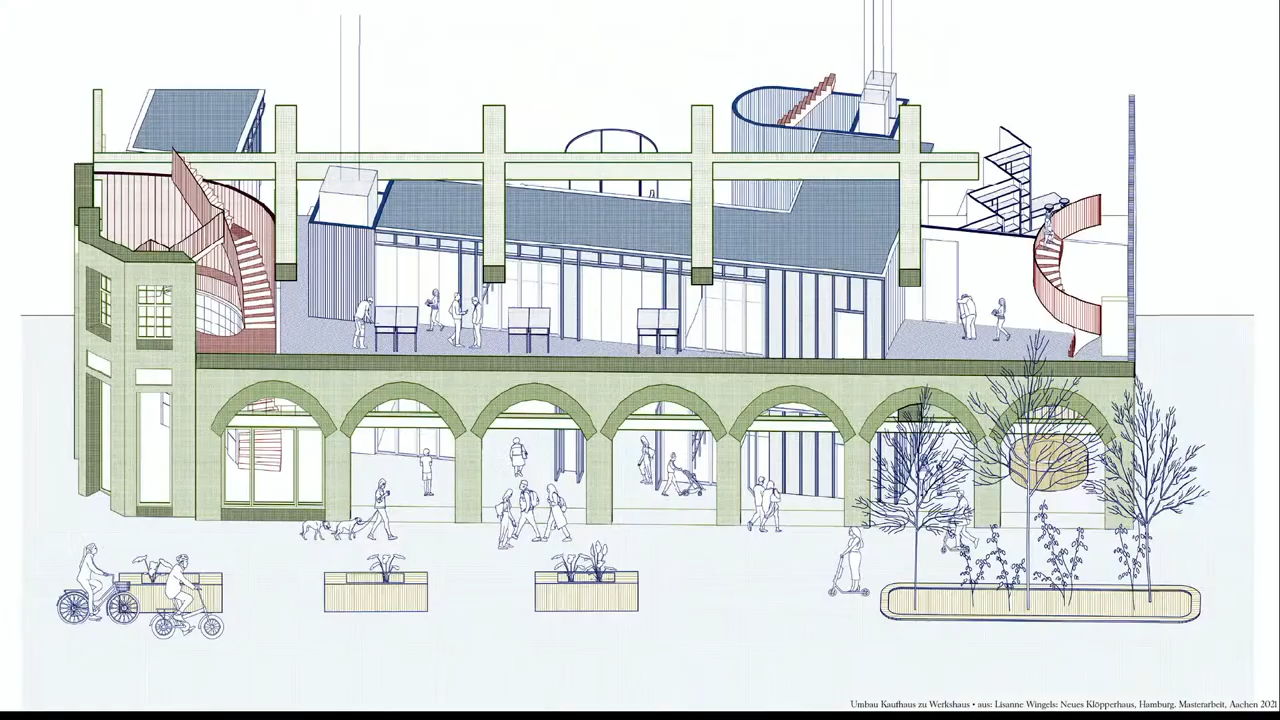 Umbau Kaufhaus zu Werkshaus • aus: Lisanne Wingels: Neues Klöpperhaus, Hamburg. Masterarbeit, Aachen 2021